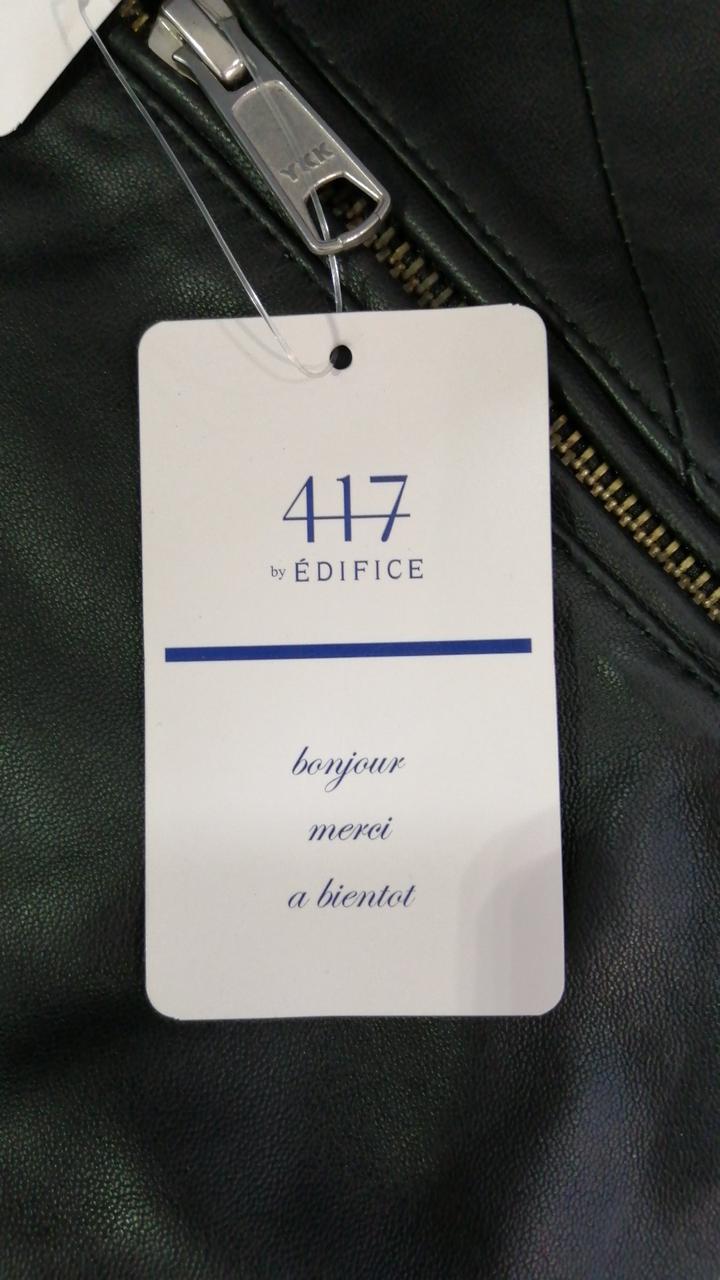 YKK
417
by ÉDIFICE
bonjour
merci
a bientot